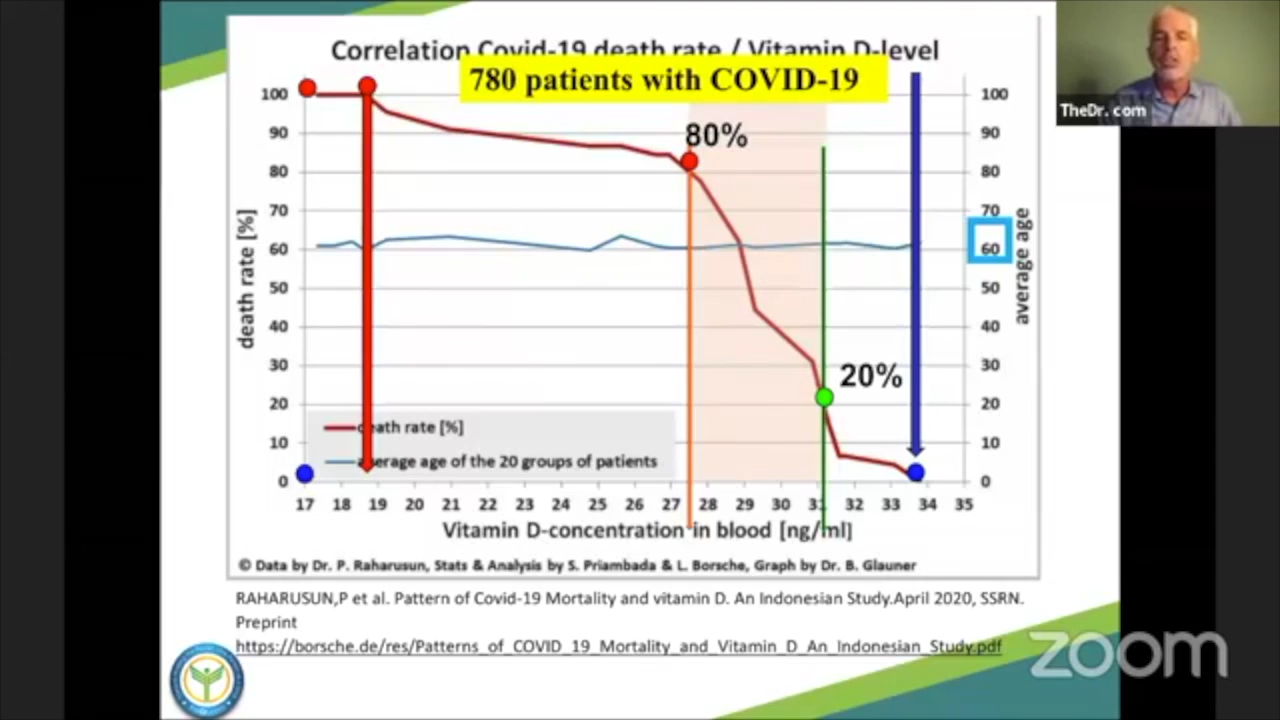 Correlation Covid-19 death rate / Vitamin D-level
780 patients with COVID-19
TheDr. com
100
90
80
70
60
50
40
30
20
10
0
death rate [%]
80%
20%
100
90
80
70
60
50
40
30
20
10
0
average age
death rate [%]
average age of the 20 groups of patients
17 18 19 20 21 22 23 24 25 26 27 28 29 30 31 32 33 34 35
Vitamin D-concentration in blood [ng/ml]
© Data by Dr. P. Raharusun, Stats & Analysis by S. Priambada & L. Borsche, Graph by Dr. B. Glauner
RAHARUSUN,P et al. Pattern of Covid-19 Mortality and vitamin D. An Indonesian Study.April 2020, SSRN.
Preprint
https://borsche.de/res/Patterns_of_COVID_19_Mortality_and_Vitamin_D_An_Indonesian_Study.pdf
zoom